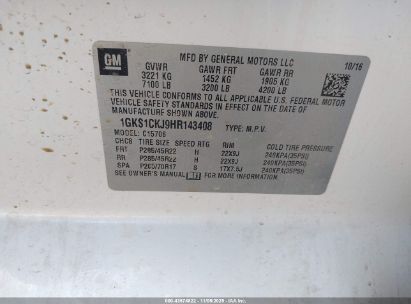 GM
MFD BY GENERAL MOTORS LLC 10/16
GVWR GAWR FRT GAWR RR
3221 KG 1452 KG 1905 KG
7100 LB 3200 LB 4200 LB
THIS VEHICLE CONFORMS TO ALL APPLICABLE U.S. FEDERAL MOTOR
VEHICLE SAFETY STANDARDS IN EFFECT ON THE DATE OF
MANUFACTURE SHOWN ABOVE.
1GKS1CKJ9HR143408 TYPE: M.P.V.
MODEL: C15706
TIRE SIZE SPEED RTG RIM COLD TIRE PRESSURE
FRT P285/45R22 H 22X9J 240KPA(35PSI)
RR P285/45R22 H 22X9J 240KPA(35PSI)
SPA P265/70R17 S 17X7.5J 240KPA(35PSI)
SEE OWNER'S MANUAL FOR MORE INFORMATION.